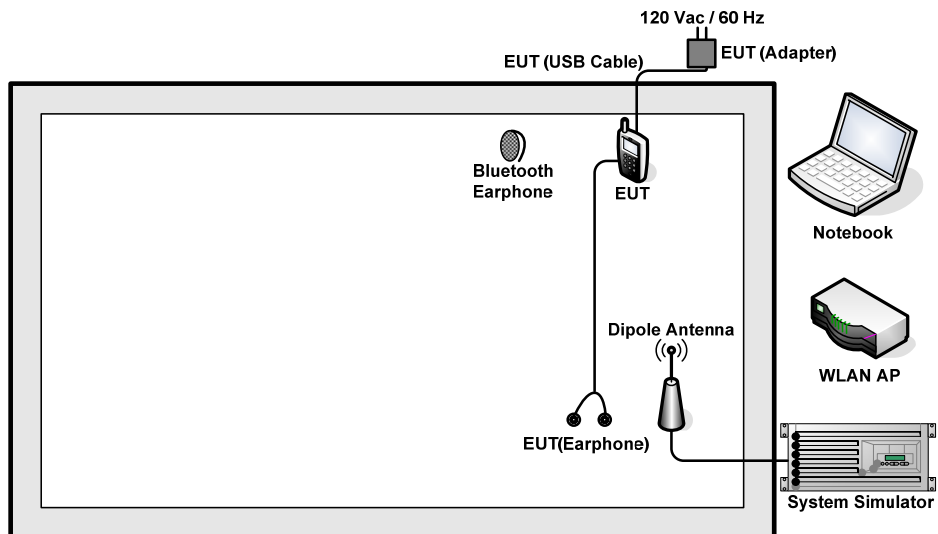 120 Vac / 60 Hz
EUT (Adapter)
EUT (USB Cable)
Bluetooth
Earphone
EUT
Notebook
Dipole Antenna
WLAN AP
EUT(Earphone)
System Simulator